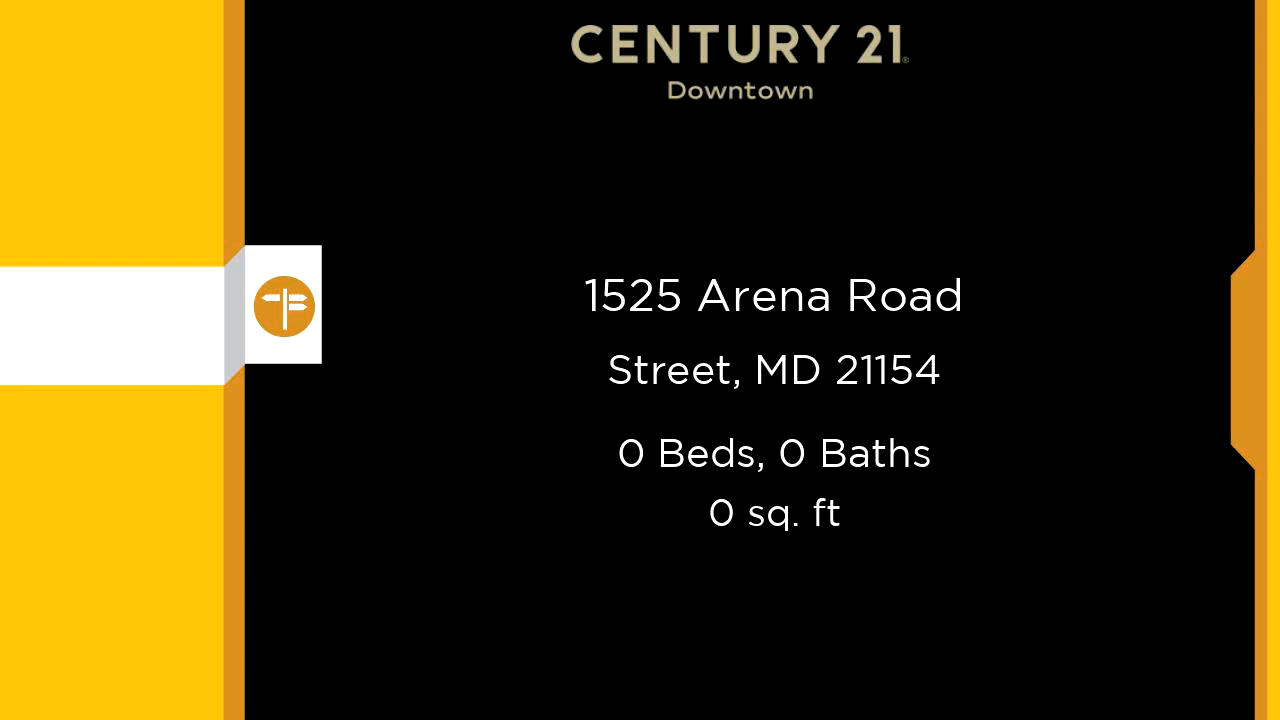 CENTURY 21®
Downtown
1525 Arena Road
Street, MD 21154
0 Beds, 0 Baths
0 sq. ft